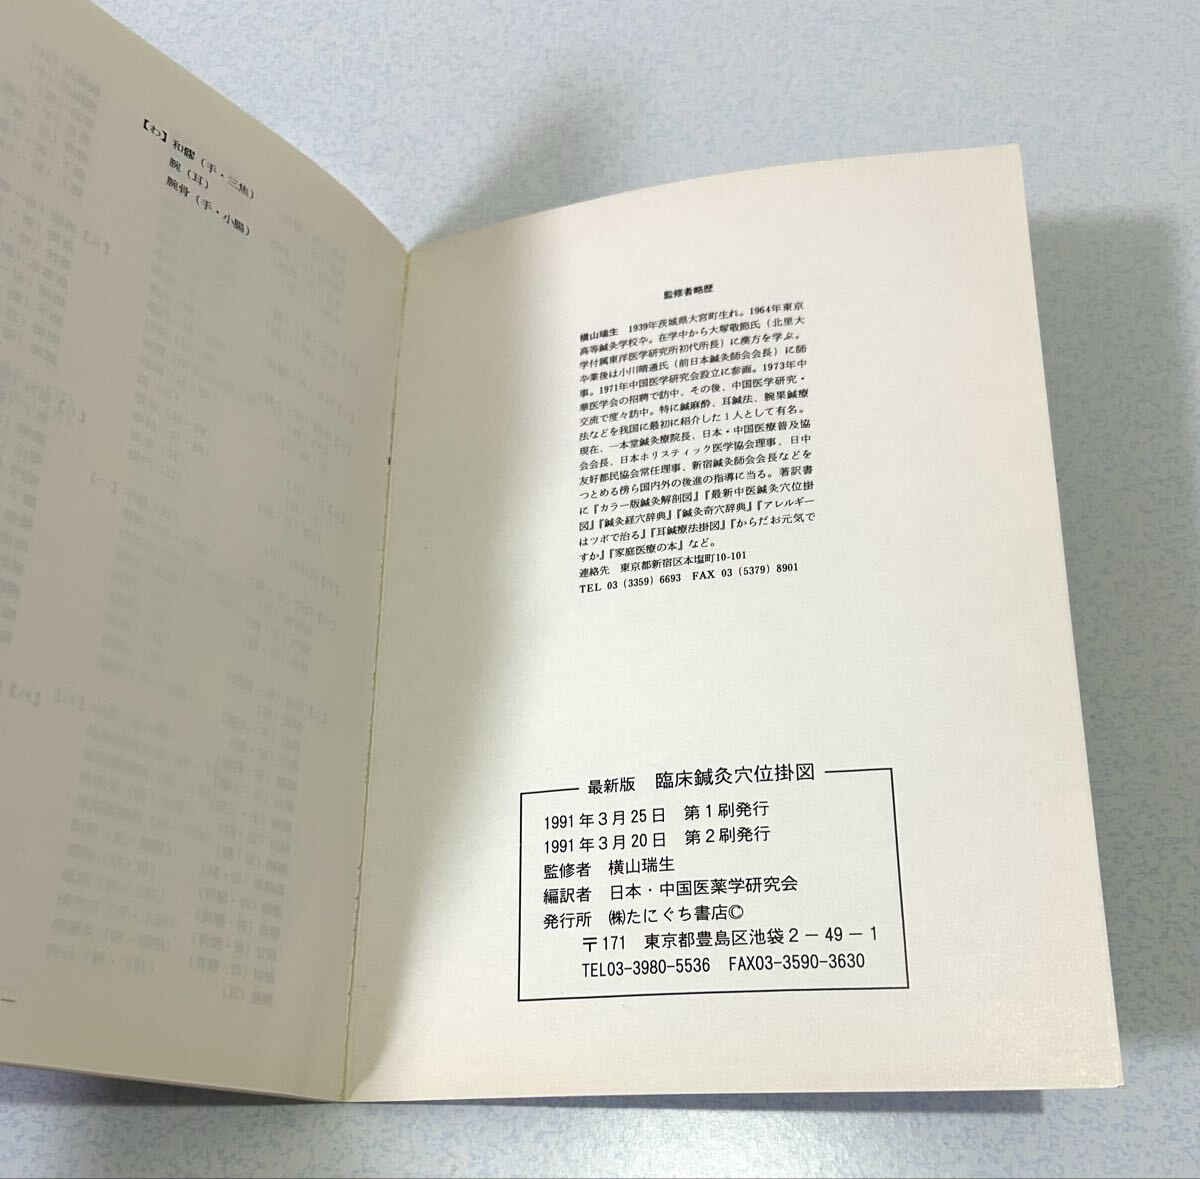 【わ】和髎(手・三焦)
腕(耳)
腕骨(手・小腸)
監修者略歴
横山瑞生 1939年茨城県大宮町生れ。1964年東京
高等鍼灸学校卒。在学中から大塚敬節氏(北里大
学付属東洋医学研究所初代所長)に漢方を学ぶ。
卒業後は小川晴通氏(前日本鍼灸師会会長)に師
事。1971年中国医学研究会設立に参画。1973年中
華医学会の招聘で訪中、その後、中国医学研究・
交流で度々訪中。特に鍼麻酔、耳鍼法、腕果鍼療
法などを我国に最初に紹介した1人として有名。
現在、一本堂鍼灸療院長、日本・中国医療普及協
会会長、日本ホリスティック医学協会理事、日中
友好都民協会常任理事、新宿鍼灸師会会長などを
つとめる傍ら国内外の後進の指導に当る。著訳書
に『カラー版鍼灸解剖図』『最新中医鍼灸穴位掛
図』『鍼灸経穴辞典』『鍼灸奇穴辞典』『アレルギー
はツボで治る』『耳鍼療法掛図』『からだお元気で
すか』『家庭医療の本』など。
連絡先 東京都新宿区本塩町10-101
TEL 03 (3359) 6693 FAX 03 (5379) 8901
最新版 臨床鍼灸穴位掛図
1991年3月25日 第1刷発行
1991年3月20日 第2刷発行
監修者 横山瑞生
編訳者 日本・中国医薬学研究会
発行所 ㈱たにぐち書店©
〒171 東京都豊島区池袋2-49-1
TEL03-3980-5536 FAX03-3590-3630